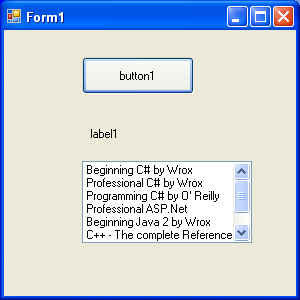 Form1
button1
label1
Beginning C# by Wrox
Professional C# by Wrox
Programming C# by O' Reilly
Professional ASP.Net
Beginning Java 2 by Wrox
C++ - The complete Reference